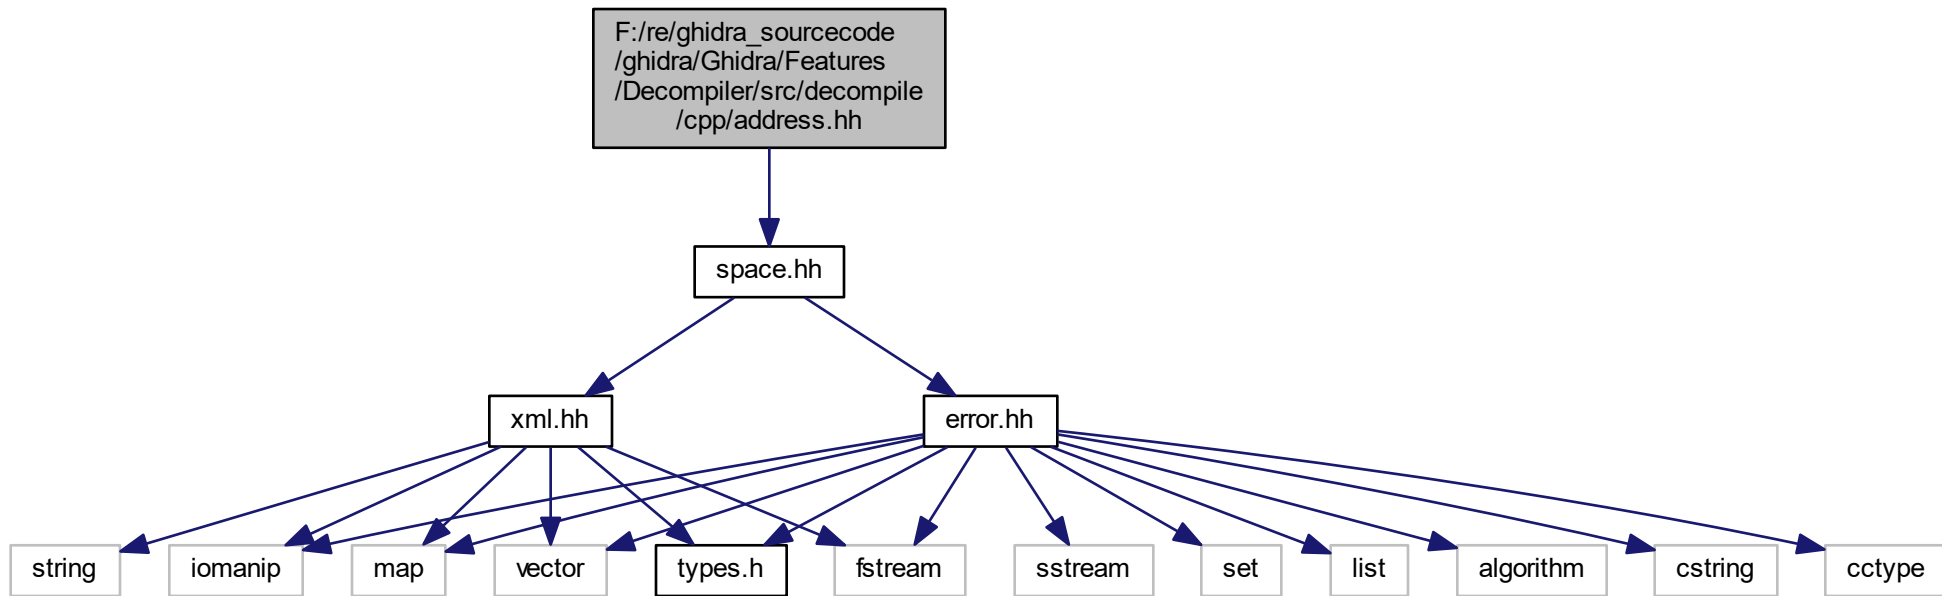 F:/re/ghidra_sourcecode
/ghidra/Ghidra/Features
/Decompiler/src/decompile
/cpp/address.hh
space.hh
xml.hh
error.hh
string
iomanip
map
vector
types.h
fstream
sstream
set
list
algorithm
cstring
cctype